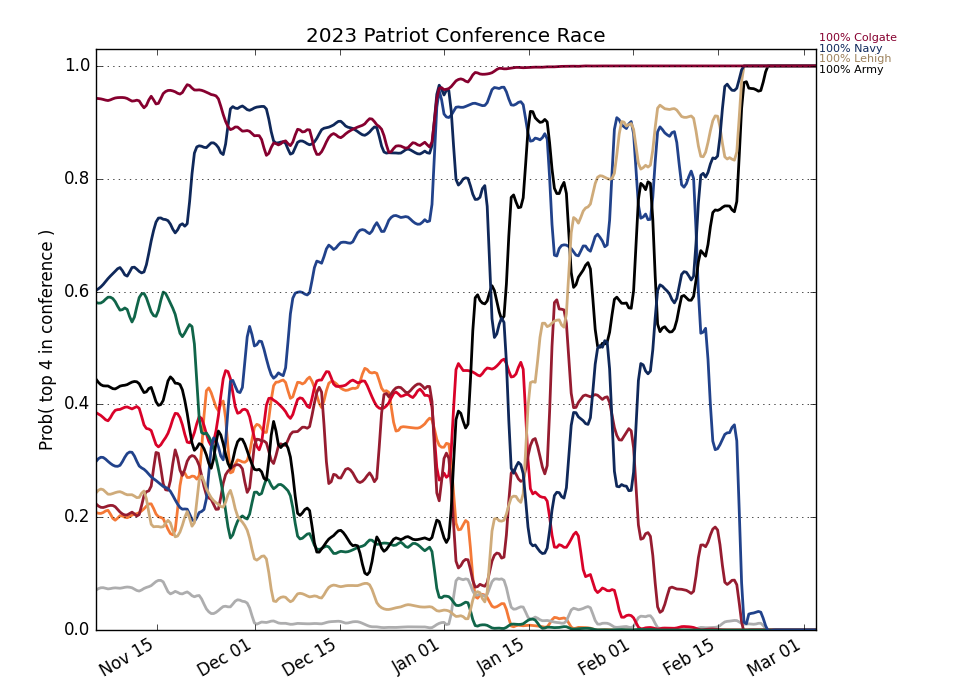 2023 Patriot Conference Race
100% Colgate
100% Navy
100% Lehigh
100% Army
Prob( top 4 in conference )
1.0
0.8
0.6
0.4
0.2
0.0
Nov 15
Dec 01
Dec 15
Jan 01
Jan 15
Feb 01
Feb 15
Mar 01